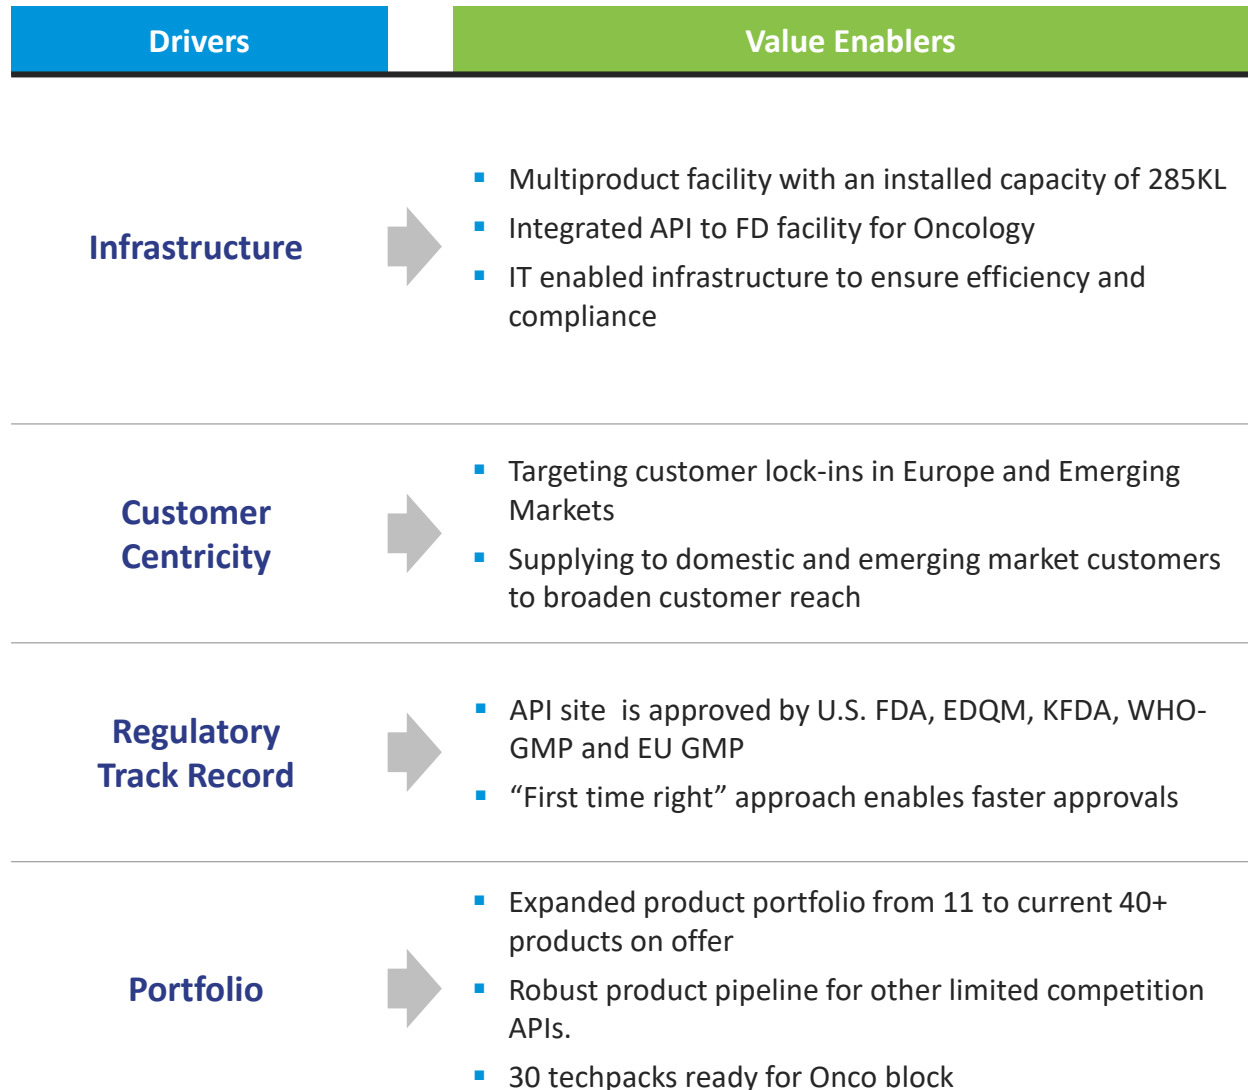 Drivers
Value Enablers
Infrastructure
▪ Multiproduct facility with an installed capacity of 285KL
▪ Integrated API to FD facility for Oncology
▪ IT enabled infrastructure to ensure efficiency and
compliance
Customer
Centricity
▪ Targeting customer lock-ins in Europe and Emerging
Markets
▪ Supplying to domestic and emerging market customers
to broaden customer reach
Regulatory
Track Record
▪ API site  is approved by U.S. FDA, EDQM, KFDA, WHO-
GMP and EU GMP
▪ “First time right” approach enables faster approvals
Portfolio
▪ Expanded product portfolio from 11 to current 40+
products on offer
▪ Robust product pipeline for other limited competition
APIs.
▪ 30 techpacks ready for Onco block